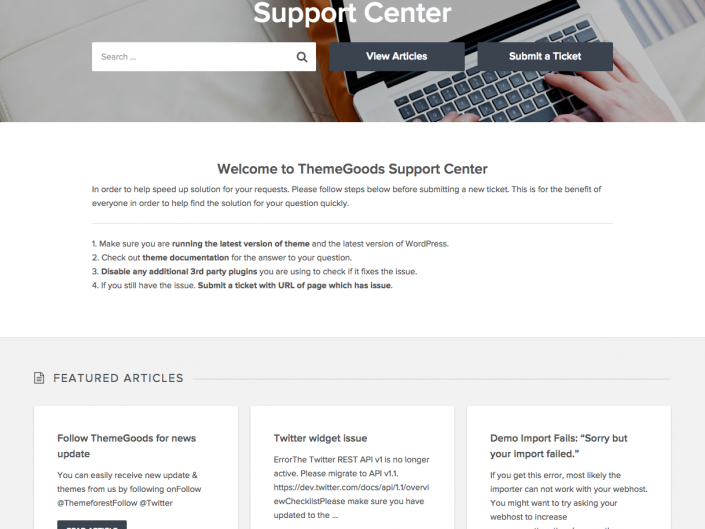 Support Center
Search ...
View Articles
Submit a Ticket
Welcome to ThemeGoods Support Center
In order to help speed up solution for your requests. Please follow steps below before submitting a new ticket. This is for the benefit of
everyone in order to help find the solution for your question quickly.
1. Make sure you are running the latest version of theme and the latest version of WordPress.
2. Check out theme documentation for the answer to your question.
3. Disable any additional 3rd party plugins you are using to check if it fixes the issue.
4. If you still have the issue. Submit a ticket with URL of page which has issue.
FEATURED ARTICLES
Follow ThemeGoods for news
update
You can easily receive new update &
themes from us by following onFollow
@ThemeforestFollow @Twitter
READ ARTICLE
Twitter widget issue
ErrorThe Twitter REST API v1 is no longer
active. Please migrate to API v1.1.
https://dev.twitter.com/docs/api/1.1/overvi
ewChecklistPlease make sure you have
updated to the ...
Demo Import Fails: “Sorry but
your import failed.”
If you get this error, most likely the
importer can not work with your webhost.
You might want to try asking your
webhost to increase